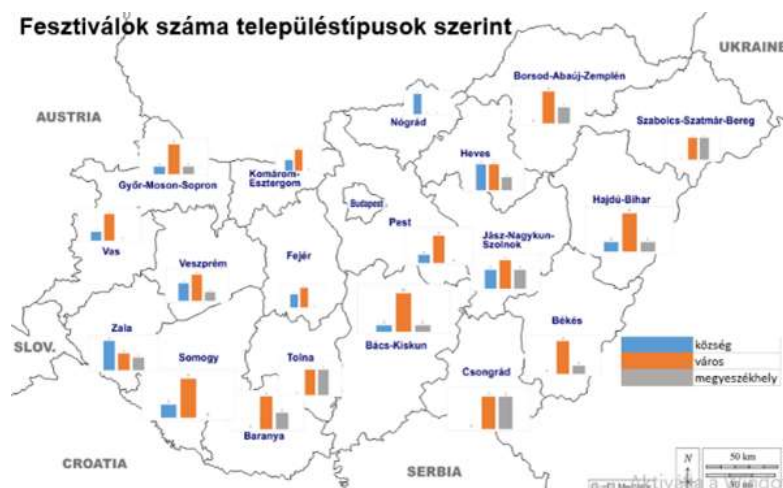 Fesztiválok száma településtípusok szerint
UKRAINE
Borsod-Abaúj-Zemplén
AUSTRIA
Nógrád
Szabolcs-Szatmár-Bereg
Heves
Komárom-
Esztergom
Győr-Moson-Sopron
Hajdú-Bihar
Budapest
Pest
Jász-Nagykun-
Szolnok
Vas
Veszprém
Fejér
Zala
SLOV.
Somogy
Tolna
Bács-Kiskun
Békés
község
város
megyeszékhely
Csongrád
Baranya
CROATIA
SERBIA
N
50 km